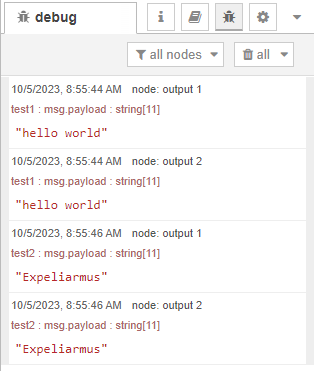 debug
all nodes
all
10/5/2023, 8:55:44 AM node: output 1
test1 : msg.payload : string[11]
"hello world"
10/5/2023, 8:55:44 AM node: output 2
test1 : msg.payload : string[11]
"hello world"
10/5/2023, 8:55:46 AM node: output 1
test2 : msg.payload : string[11]
"Expeliarmus"
10/5/2023, 8:55:46 AM node: output 2
test2 : msg.payload : string[11]
"Expeliarmus"